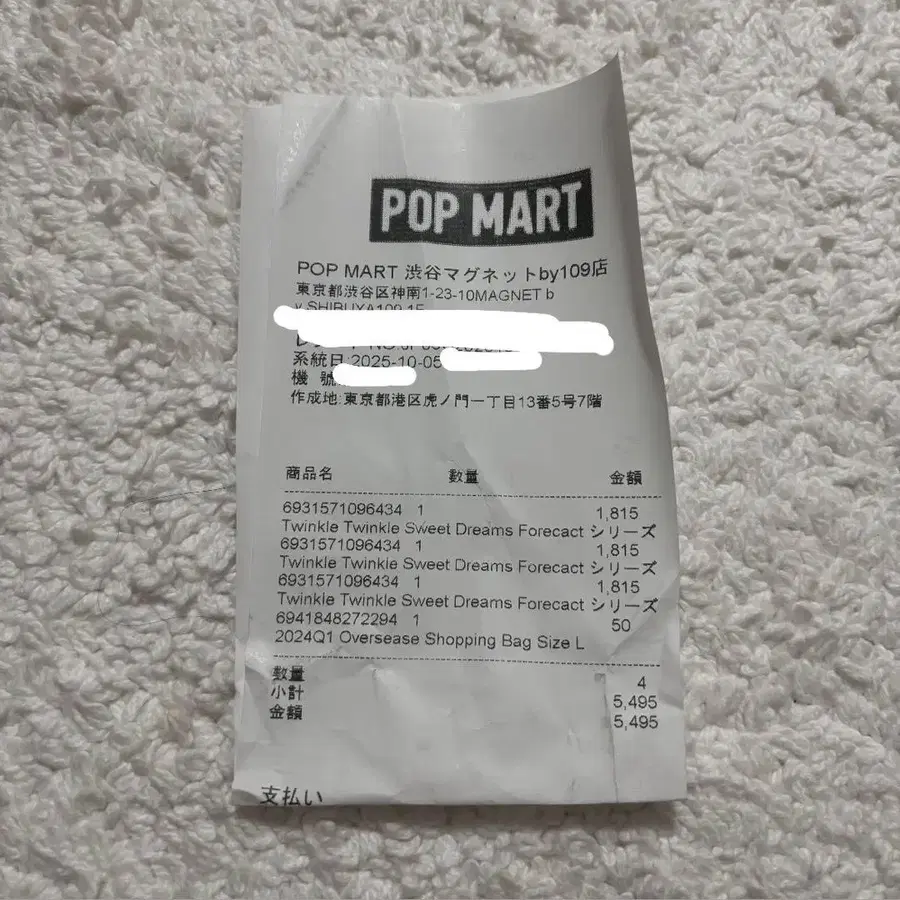 POP MART
POP MART 渋谷マグネットby109店
東京都渋谷区神南1-23-10MAGNET b
y SHIBUYA109 1F
系統日:2025-10-05
機 號
作成地:東京都港区虎ノ門一丁目13番5号7階
商品名 數量 金額
6931571096434 1 1,815
Twinkle Twinkle Sweet Dreams Forecact シリーズ
6931571096434 1 1,815
Twinkle Twinkle Sweet Dreams Forecact シリーズ
6931571096434 1 1,815
Twinkle Twinkle Sweet Dreams Forecact シリーズ
6941848272294 1 50
2024Q1 Oversease Shopping Bag Size L
數量 4
小計 5,495
金額 5,495
支払い